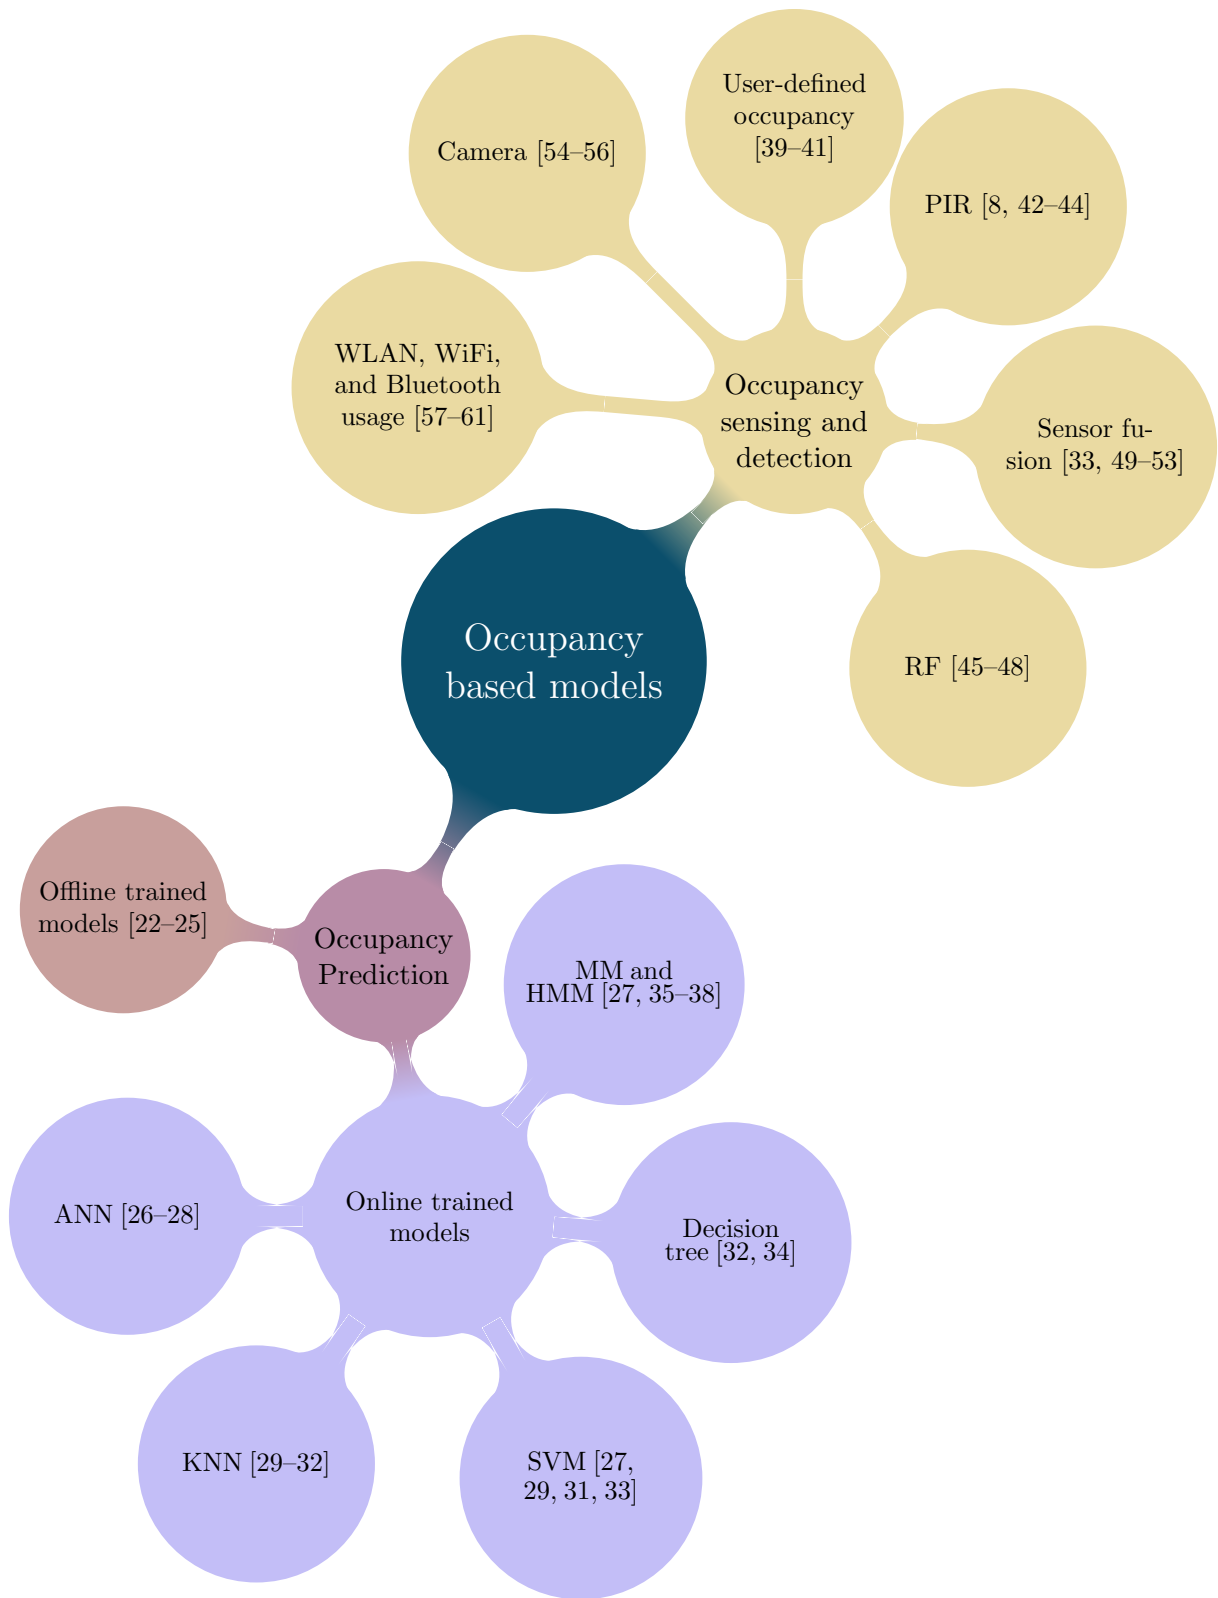 User-defined
occupancy
[39–41]
Camera [54–56]
PIR [8, 42–44]
WLAN, WiFi,
and Bluetooth
usage [57–61]
Occupancy
sensing and
detection
Sensor fu-
sion [33, 49–53]
Occupancy
based models
RF [45–48]
Offline trained
models [22–25]
Occupancy
Prediction
MM and
HMM [27, 35–38]
ANN [26–28]
Online trained
models
Decision
tree [32, 34]
KNN [29–32]
SVM [27,
29, 31, 33]